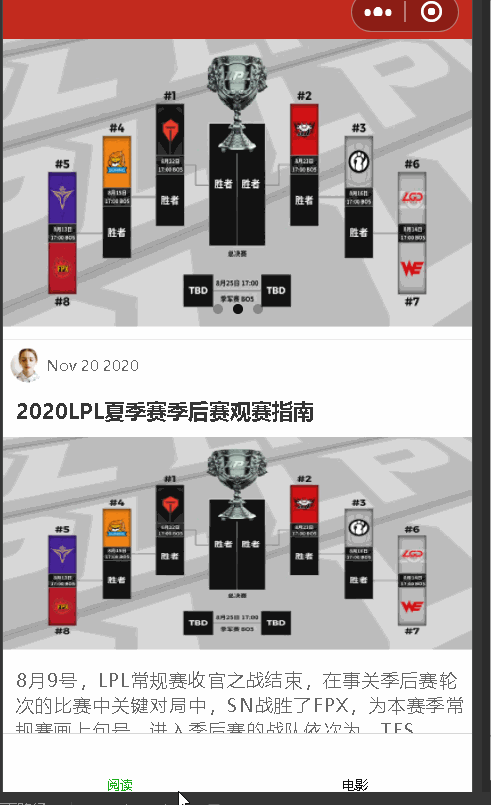 #1
#2
#4
#3
#5
#6
8月22日
17:00 BO5
8月23日
17:00 BO5
8月15日
17:00 BO5
8月16日
17:00 BO5
胜者
胜者
胜者
胜者
8月13日
17:00 BO5
胜者
胜者
8月14日
17:00 BO5
FPX
LGD
WE
总决赛
#8
#7
TBD
8月25日 17:00
季军赛 BO5
TBD
Nov 20 2020
2020LPL夏季赛季后赛观赛指南
#1
#2
#4
#3
#5
#6
胜者
胜者
胜者
胜者
胜者
胜者
LGD
WE
总决赛
#8
#7
TBD
8月25日 17:00
季军赛 BO5
TBD
8月9号，LPL常规赛收官之战结束，在事关季后赛轮
次的比赛中关键对局中，SN战胜了FPX，为本赛季常
规赛画上句号。进入季后赛的战队依次为，TES
阅读
电影